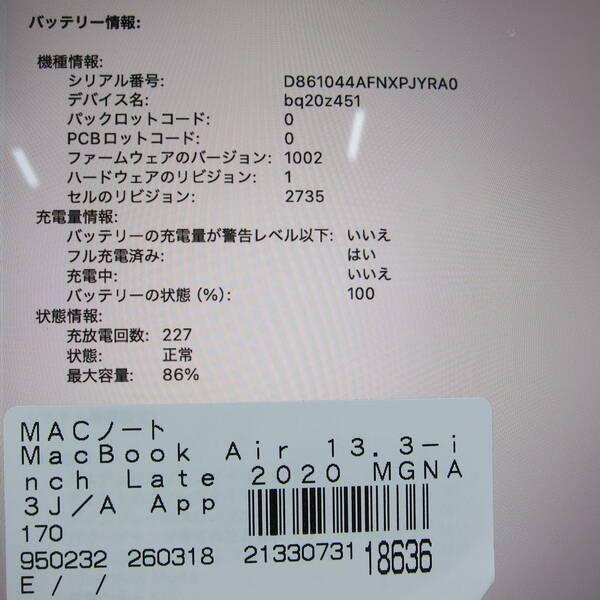 バッテリー情報:
機種情報:
シリアル番号: D861044AFNXPJYRA0
デバイス名: bq20z451
パックロットコード: 0
PCBロットコード: 0
ファームウェアのバージョン: 1002
ハードウェアのリビジョン: 1
セルのリビジョン: 2735
充電量情報:
バッテリーの充電量が警告レベル以下: いいえ
フル充電済み: はい
充電中: いいえ
バッテリーの状態 (%): 100
状態情報:
充放電回数: 227
状態: 正常
最大容量: 86%
MACノート
MacBook Air 13.3-i
nch Late 2020 MGNA
3J/A App
170
950232 260318 21330731 18636
E / /